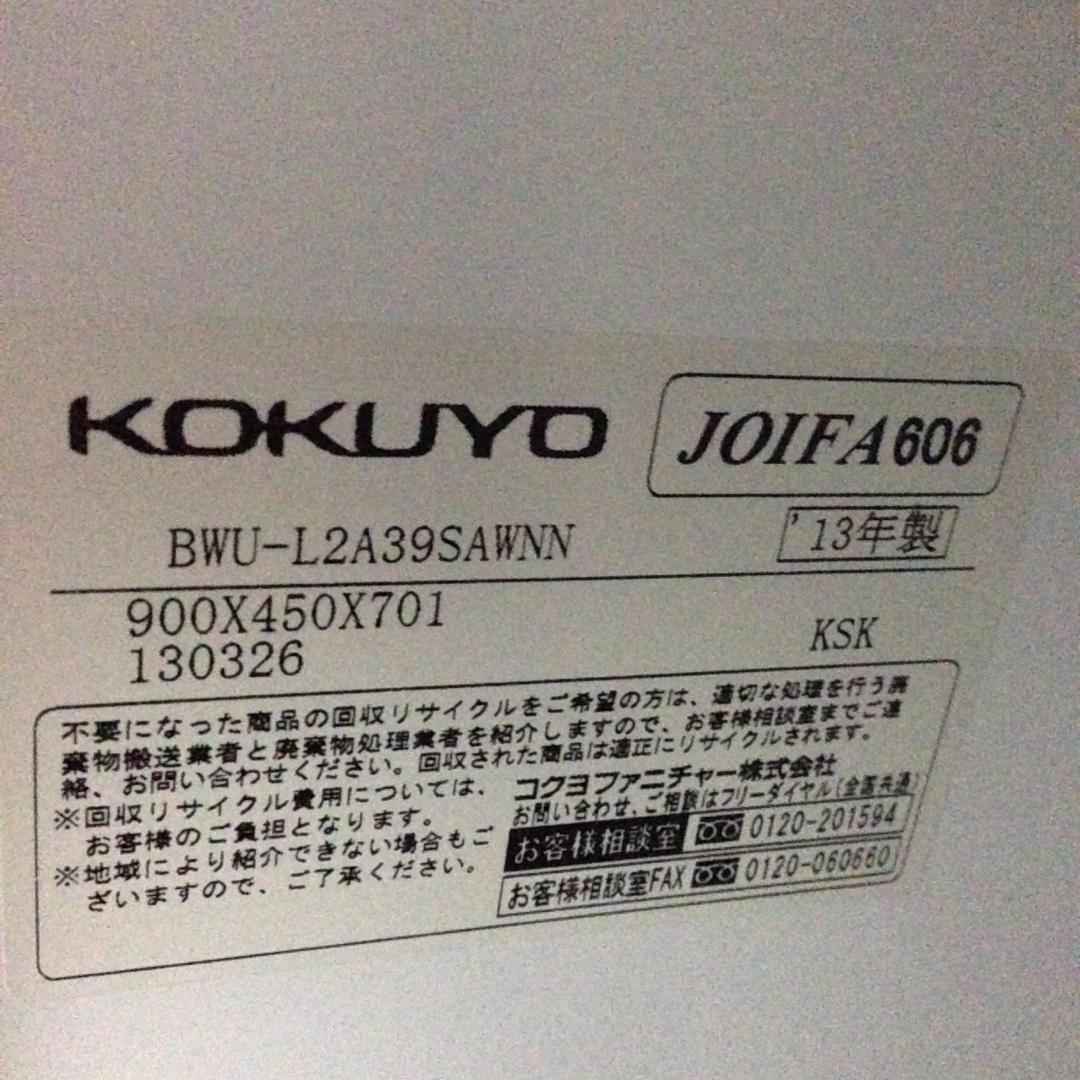 KOKUYO
JOIFA606
BWU-L2A39SAWNN
'13年製
900X450X701
130326
KSK
不要になった商品の回収リサイクルをご希望の方は、適切な処理を行う廃
棄物搬送業者と廃棄物処理業者を紹介しますので、お客様相談室までご連
絡、お問い合わせください。回収された商品は適正にリサイクルされます。
※回収リサイクル費用については、
お客様のご負担となります。
※地域により紹介できない場合もご
ざいますので、ご了承ください。
コクヨファニチャー株式会社
お問い合わせ、ご相談はフリーダイヤル(全国共通)
お客様相談室 0120-201594
お客様相談室FAX 0120-060660